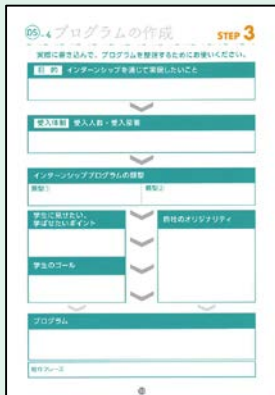 05-4 プログラムの作成
STEP 3
実際に書き込んで、プログラムを整理するためにお使いください。
目的 インターンシップを通じて実現したいこと
受入体制 受入人数・受入部署
インターンシッププログラムの類型
類型①
類型②
学生に見せたい、
学ばせたいポイント
自社のオリジナリティ
学生のゴール
プログラム
制作フレーズ